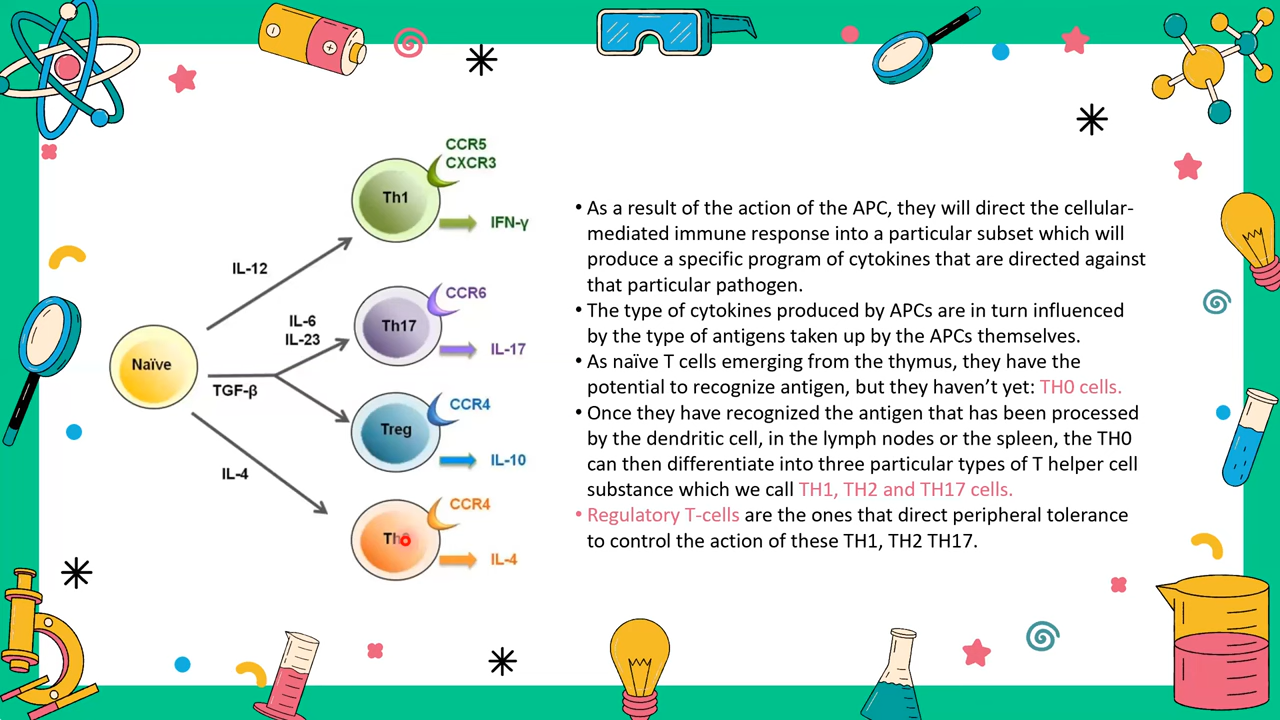 CCR5
CXCR3
Th1
IFN-γ
IL-12
CCR6
IL-6
IL-23
Th17
IL-17
Naïve
TGF-β
CCR4
Treg
IL-10
IL-4
CCR4
IL-4
• As a result of the action of the APC, they will direct the cellular-
mediated immune response into a particular subset which will
produce a specific program of cytokines that are directed against
that particular pathogen.
• The type of cytokines produced by APCs are in turn influenced
by the type of antigens taken up by the APCs themselves.
• As naïve T cells emerging from the thymus, they have the
potential to recognize antigen, but they haven’t yet: TH0 cells.
• Once they have recognized the antigen that has been processed
by the dendritic cell, in the lymph nodes or the spleen, the TH0
can then differentiate into three particular types of T helper cell
substance which we call TH1, TH2 and TH17 cells.
• Regulatory T-cells are the ones that direct peripheral tolerance
to control the action of these TH1, TH2 TH17.